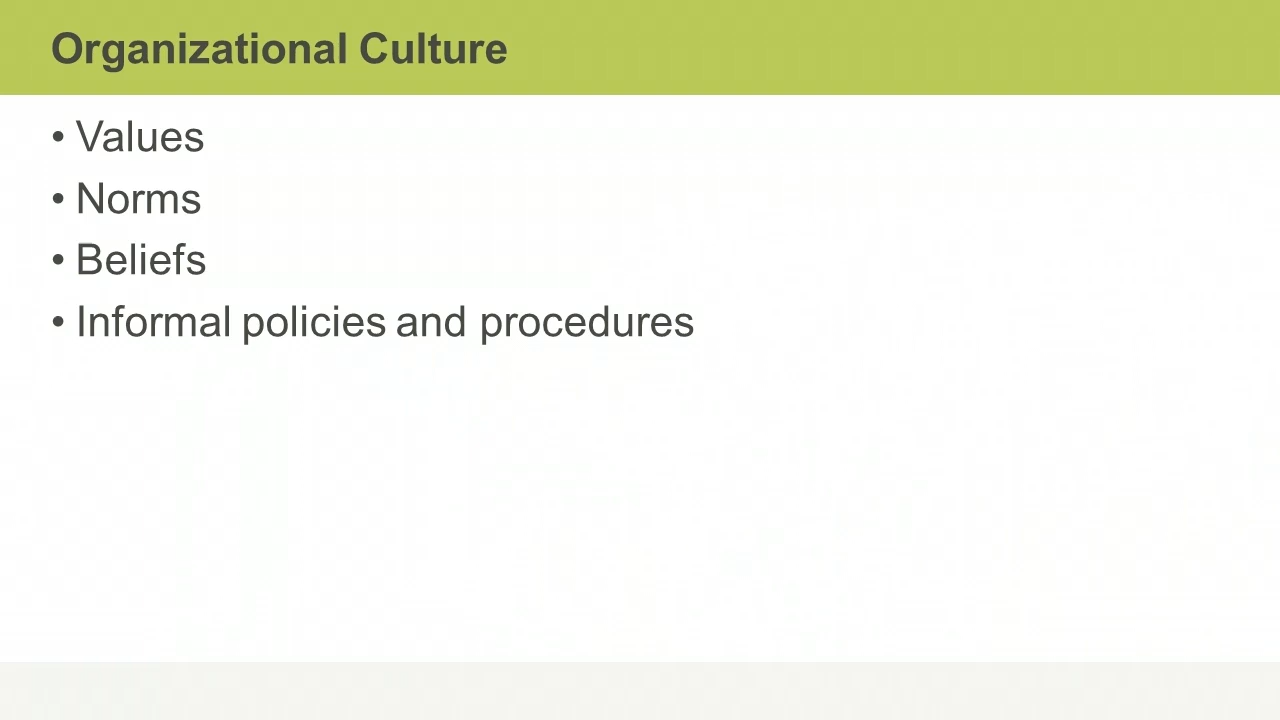 Organizational Culture
• Values
• Norms
• Beliefs
• Informal policies and procedures